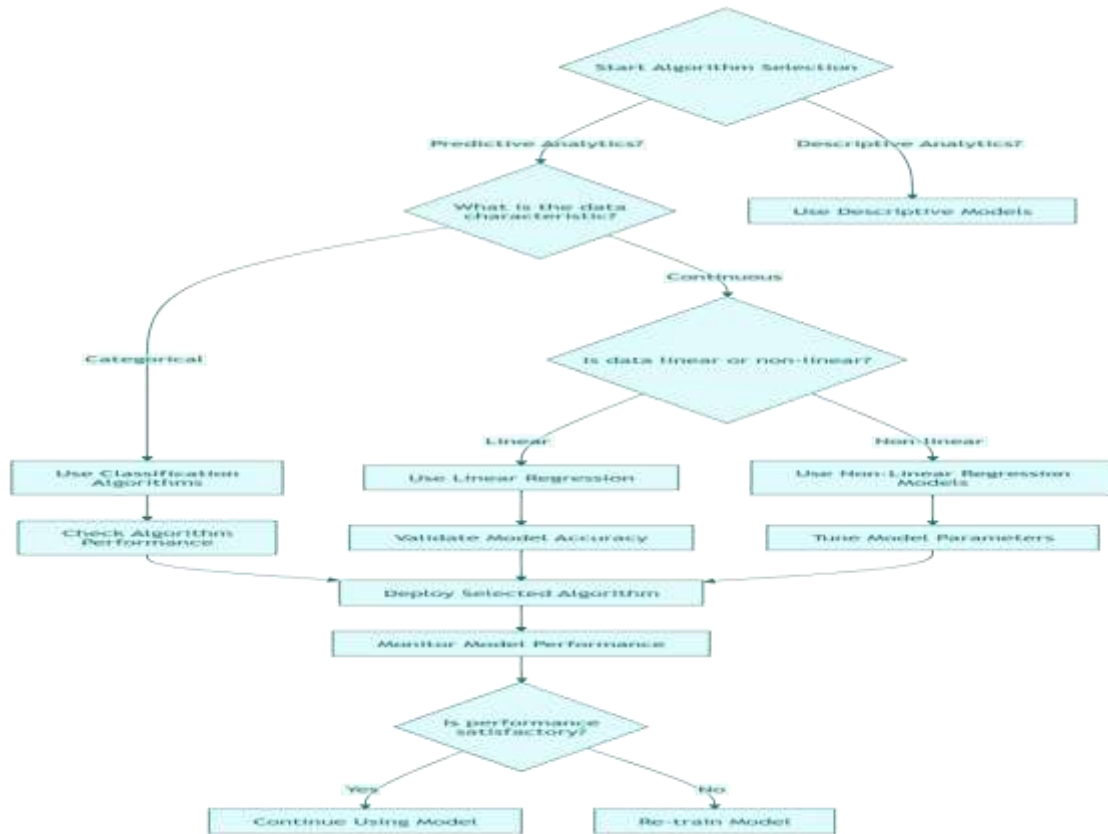 Start Algorithm Selection
Predictive Analytics?
Descriptive Analytics?
What is the data
characteristic?
Use Descriptive Models
Continuous
Categorical
Is data linear or non-linear?
Linear
Non-linear
Use Classification
Algorithms
Use Linear Regression
Use Non-Linear Regression
Models
Check Algorithm
Performance
Validate Model Accuracy
Tune Model Parameters
Deploy Selected Algorithm
Monitor Model Performance
Is performance
satisfactory?
Yes
No
Continue Using Model
Re-train Model